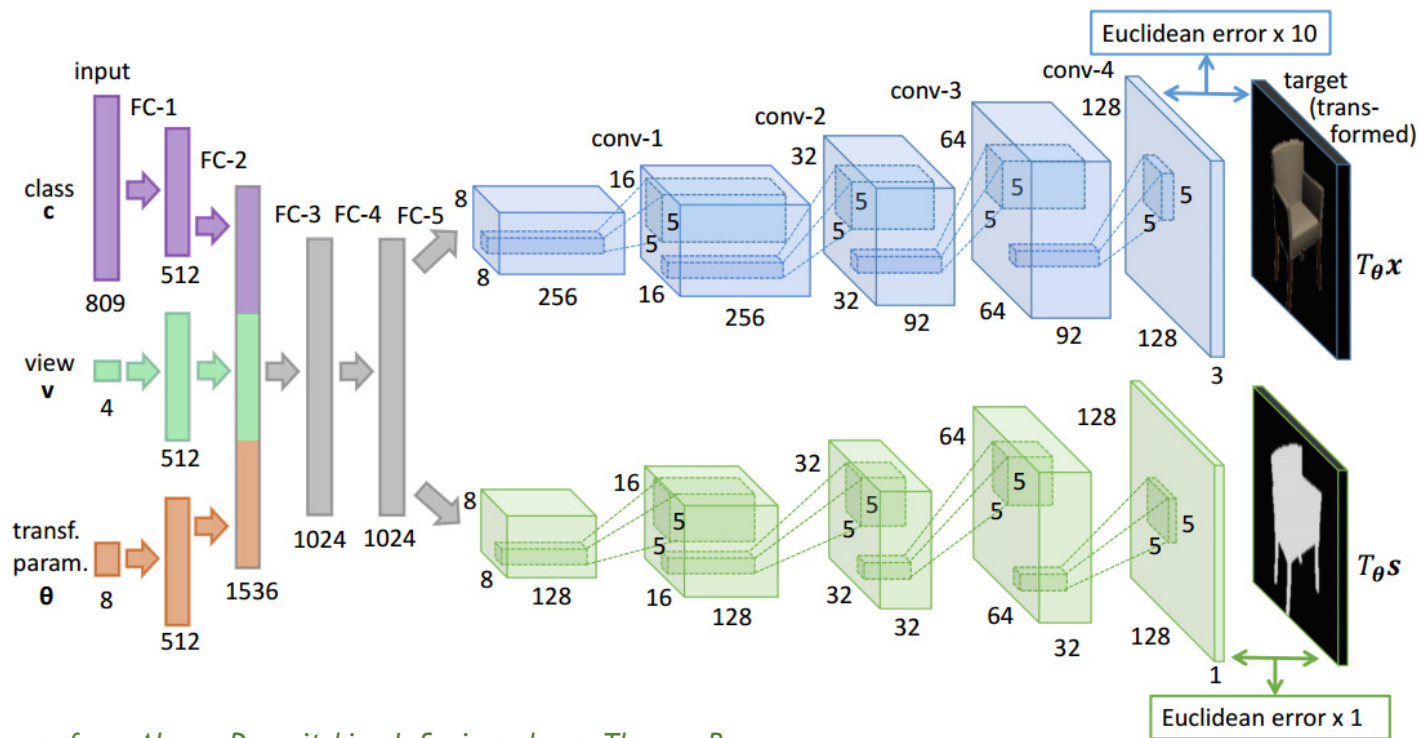 Euclidean error x 10
input
FC-1
FC-2
class
c
809
512
view
v
4
512
transf.
param.
θ
8
512
1536
FC-3
FC-4
FC-5
1024
1024
8
8
256
conv-1
16
5
5
16
256
conv-2
32
5
5
32
92
conv-3
64
5
5
64
92
conv-4
128
5
5
128
3
target
(trans-
formed)
Tθx
8
8
128
16
5
5
16
128
32
5
5
32
32
64
5
5
64
32
128
5
5
128
1
Tθs
Euclidean error x 1